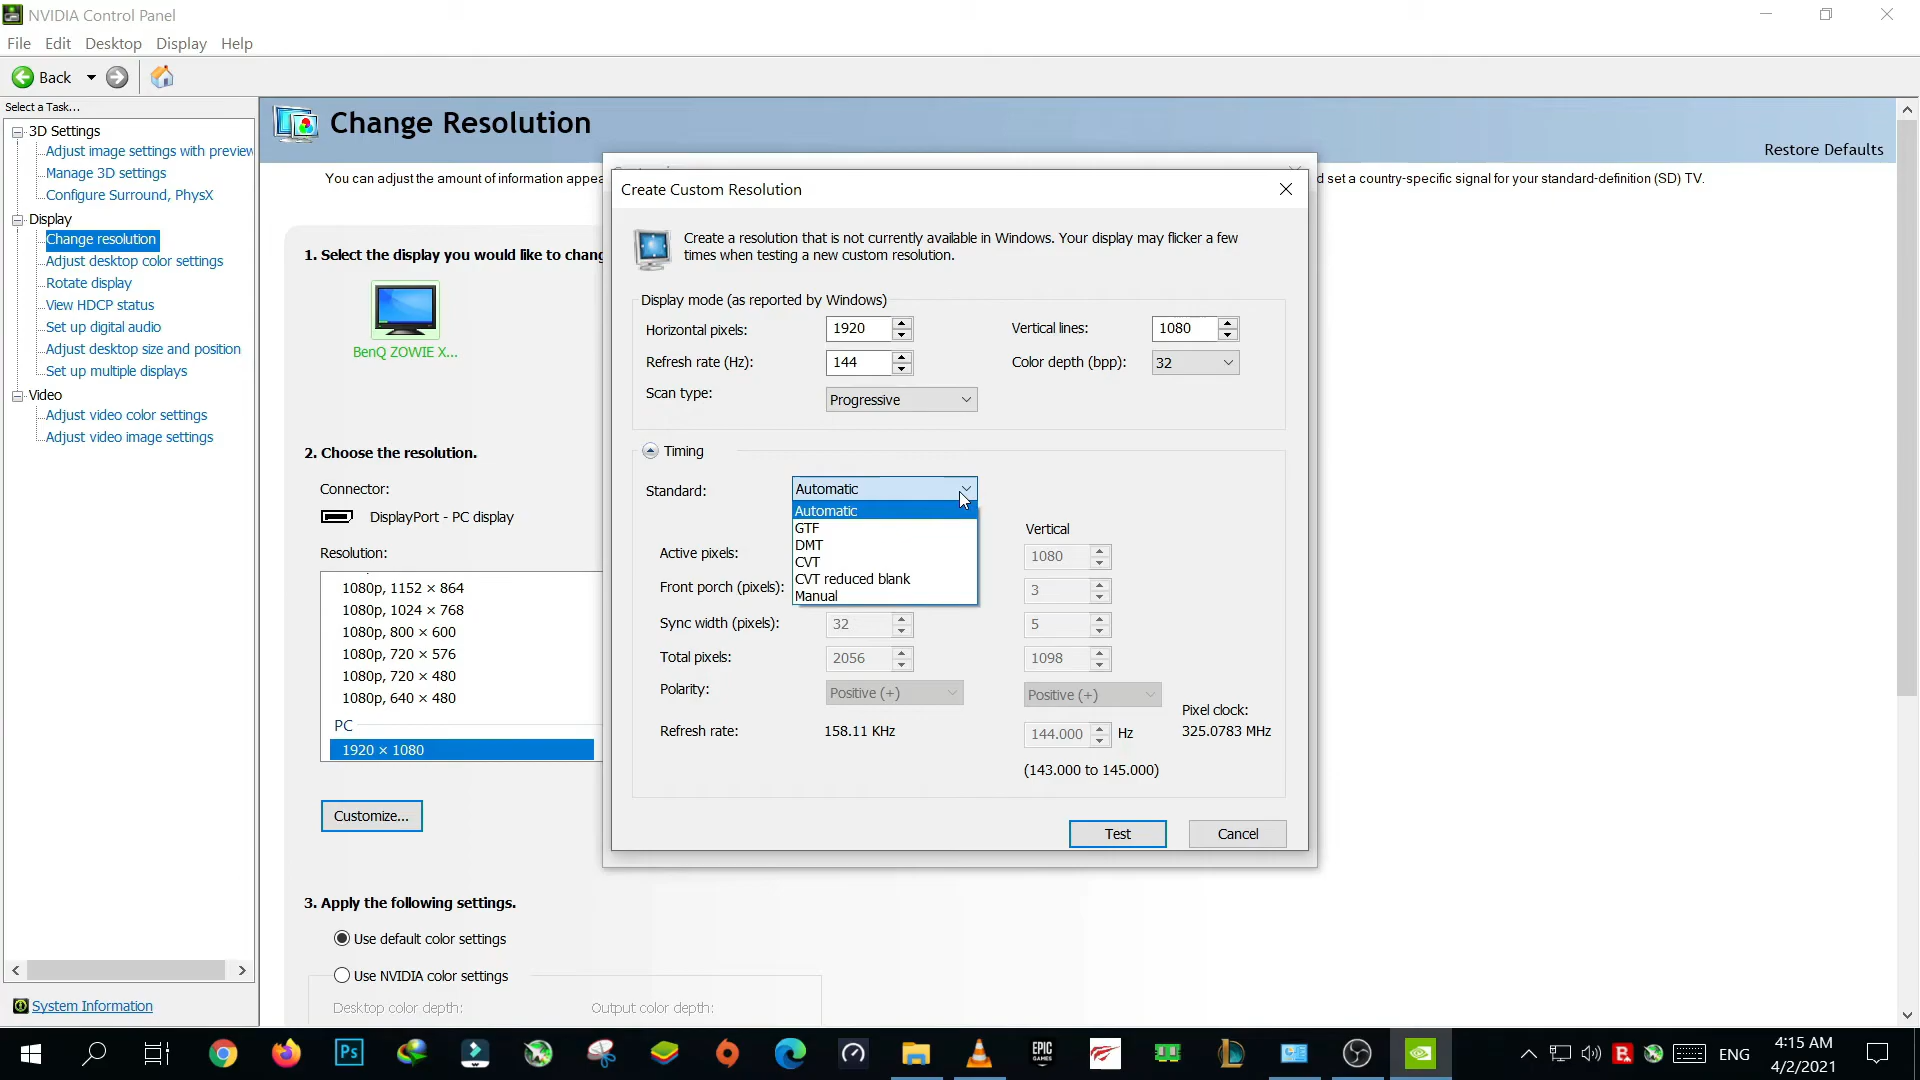 NVIDIA Control Panel
File Edit Desktop Display Help
Back
Select a Task...
3D Settings
Adjust image settings with preview
Manage 3D settings
Configure Surround, PhysX
Display
Change resolution
Adjust desktop color settings
Rotate display
View HDCP status
Set up digital audio
Adjust desktop size and position
Set up multiple displays
Video
Adjust video color settings
Adjust video image settings
System Information
Change Resolution
Restore Defaults
You can adjust the amount of information appea
d set a country-specific signal for your standard-definition (SD) TV.
1. Select the display you would like to chang
BenQ ZOWIE X...
2. Choose the resolution.
Connector:
DisplayPort - PC display
Resolution:
1080p, 1152 × 864
1080p, 1024 × 768
1080p, 800 × 600
1080p, 720 × 576
1080p, 720 × 480
1080p, 640 × 480
PC
1920 × 1080
Customize...
3. Apply the following settings.
Use default color settings
Use NVIDIA color settings
Desktop color depth: Output color depth:
Create Custom Resolution
Create a resolution that is not currently available in Windows. Your display may flicker a few
times when testing a new custom resolution.
Display mode (as reported by Windows)
Horizontal pixels: 1920 Vertical lines: 1080
Refresh rate (Hz): 144 Color depth (bpp): 32
Scan type: Progressive
Timing
Standard: Automatic
Automatic
GTF
DMT
CVT
CVT reduced blank
Manual
Vertical
Active pixels: 1080
Front porch (pixels): 3
Sync width (pixels): 32 5
Total pixels: 2056 1098
Polarity: Positive (+) Positive (+)
Pixel clock:
Refresh rate: 158.11 KHz 144.000 Hz 325.0783 MHz
(143.000 to 145.000)
Test Cancel
Ps
EPIC
GAMES
ENG
4:15 AM
4/2/2021